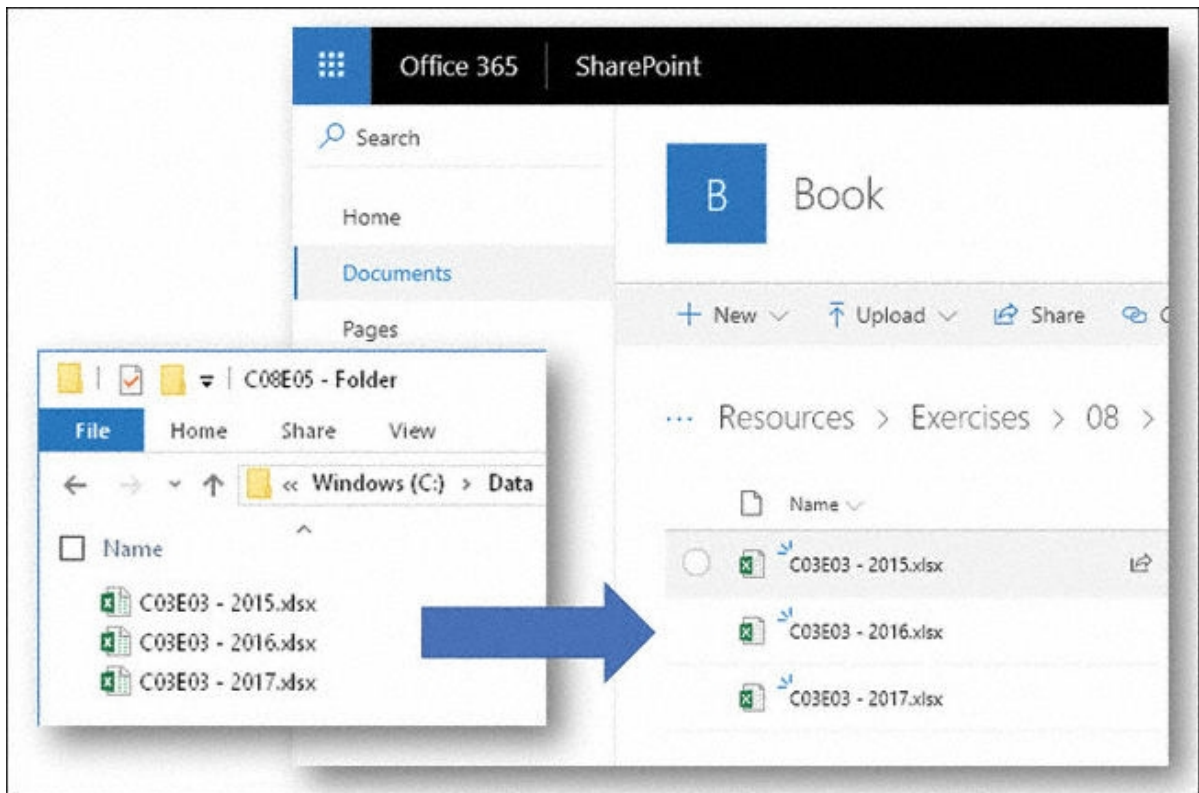 Office 365 SharePoint
Search
Home
Documents
Pages
B Book
+ New Upload Share
... Resources > Exercises > 08 >
Name
C03E03 - 2015.xlsx
C03E03 - 2016.xlsx
C03E03 - 2017.xlsx
C08E05 - Folder
File Home Share View
« Windows (C:) > Data
Name
C03E03 - 2015.xlsx
C03E03 - 2016.xlsx
C03E03 - 2017.xlsx